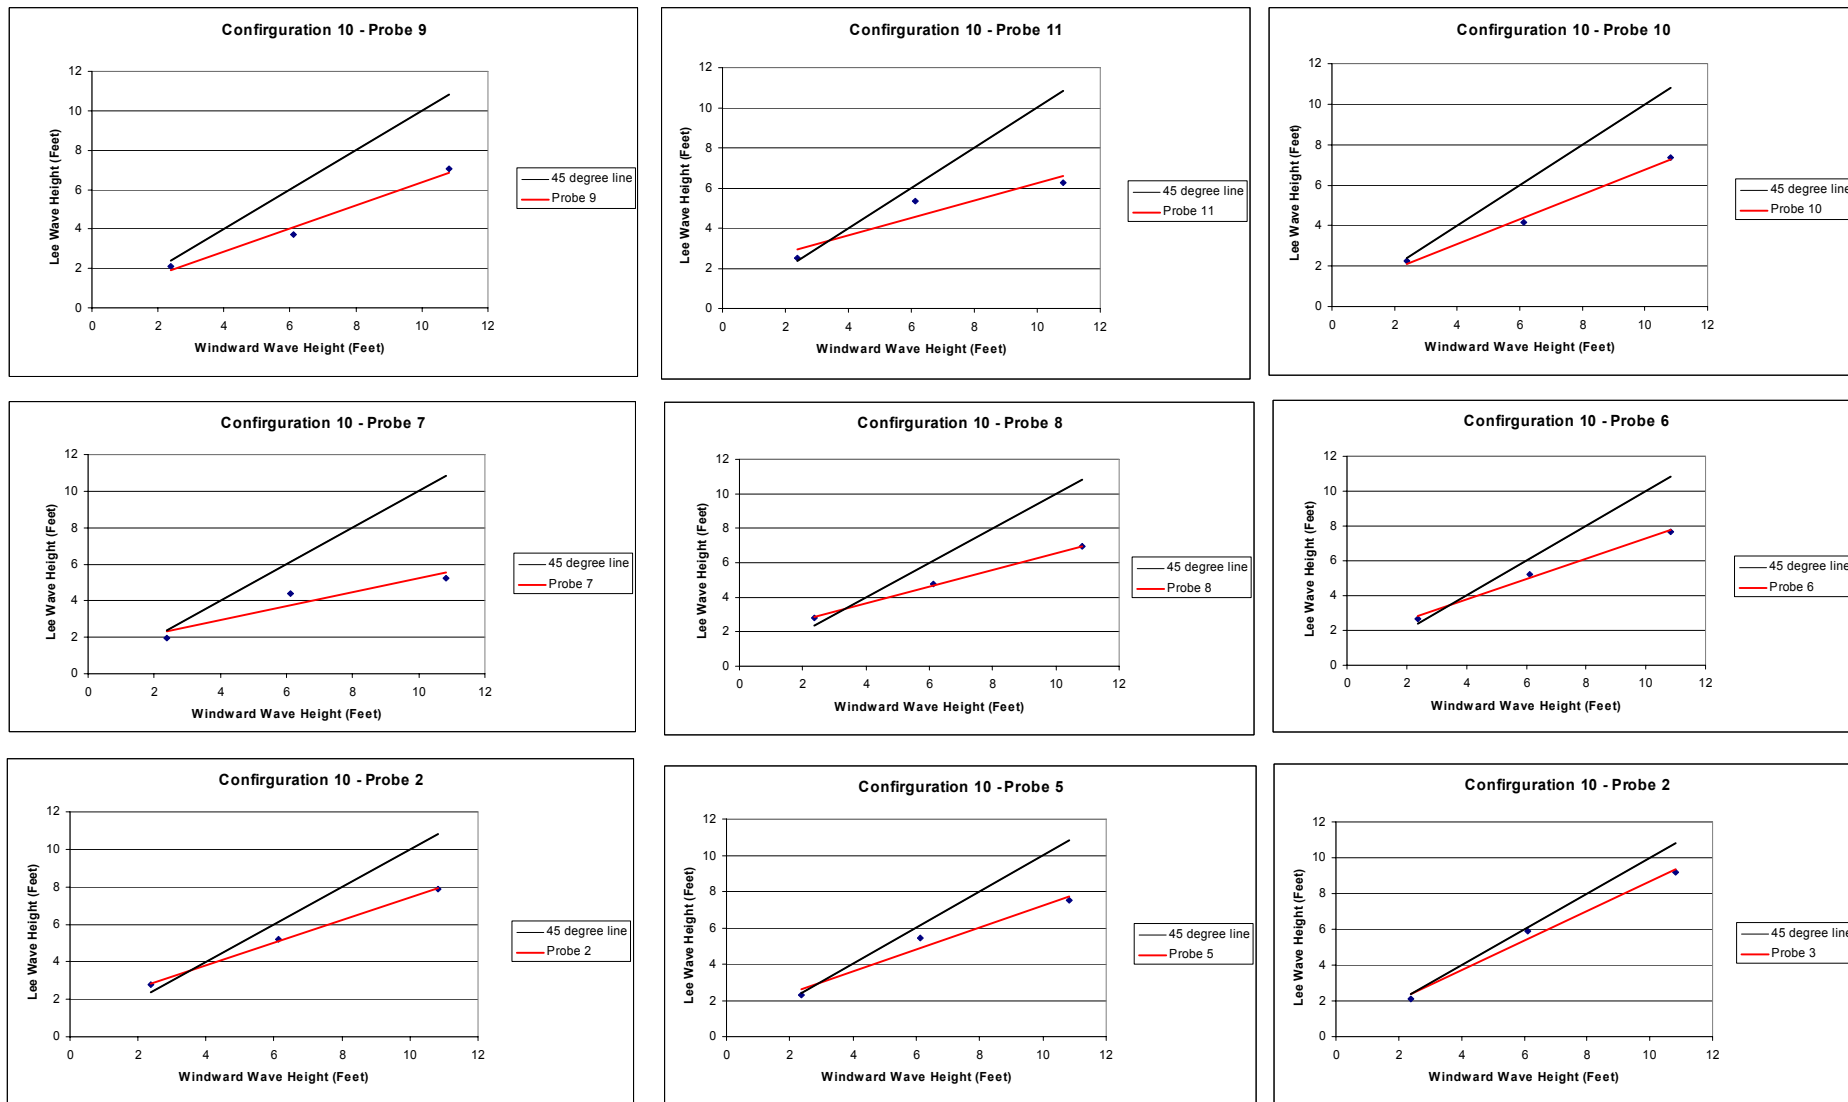 Confirguration 10 - Probe 9
12
10
8
6
4
2
0
0 2 4 6 8 10 12
Lee Wave Height (Feet)
Windward Wave Height (Feet)
45 degree line
Probe 9
Confirguration 10 - Probe 11
12
10
8
6
4
2
0
0 2 4 6 8 10 12
Lee Wave Height (Feet)
Windward Wave Height (Feet)
45 degree line
Probe 11
Confirguration 10 - Probe 10
12
10
8
6
4
2
0
0 2 4 6 8 10 12
Lee Wave Height (Feet)
Windward Wave Height (Feet)
45 degree line
Probe 10
Confirguration 10 - Probe 7
12
10
8
6
4
2
0
0 2 4 6 8 10 12
Lee Wave Height (Feet)
Windward Wave Height (Feet)
45 degree line
Probe 7
Confirguration 10 - Probe 8
12
10
8
6
4
2
0
0 2 4 6 8 10 12
Lee Wave Height (Feet)
Windward Wave Height (Feet)
45 degree line
Probe 8
Confirguration 10 - Probe 6
12
10
8
6
4
2
0
0 2 4 6 8 10 12
Lee Wave Height (Feet)
Windward Wave Height (Feet)
45 degree line
Probe 6
Confirguration 10 - Probe 2
12
10
8
6
4
2
0
0 2 4 6 8 10 12
Lee Wave Height (Feet)
Windward Wave Height (Feet)
45 degree line
Probe 2
Confirguration 10 - Probe 5
12
10
8
6
4
2
0
0 2 4 6 8 10 12
Lee Wave Height (Feet)
Windward Wave Height (Feet)
45 degree line
Probe 5
Confirguration 10 - Probe 2
12
10
8
6
4
2
0
0 2 4 6 8 10 12
Lee Wave Height (Feet)
Windward Wave Height (Feet)
45 degree line
Probe 3